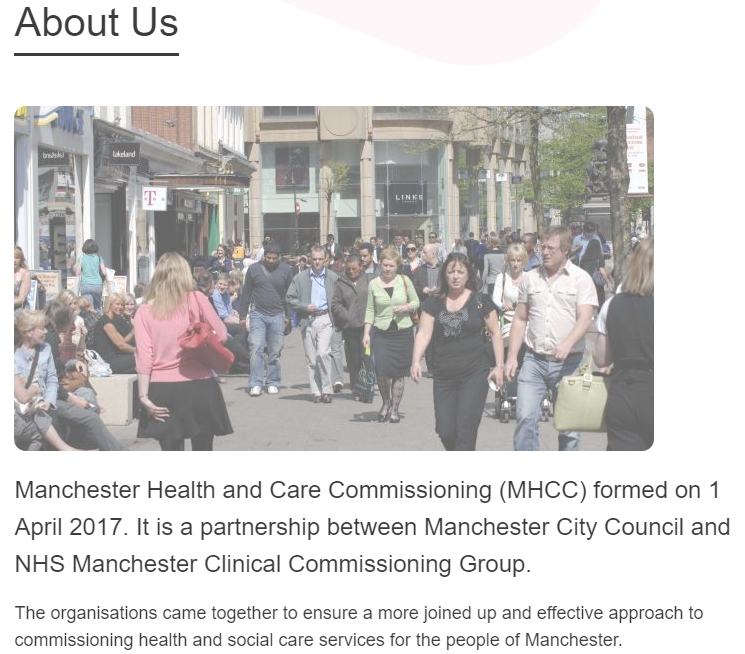 About Us
lakeland
T
LINKS
Manchester Health and Care Commissioning (MHCC) formed on 1
April 2017. It is a partnership between Manchester City Council and
NHS Manchester Clinical Commissioning Group.
The organisations came together to ensure a more joined up and effective approach to
commissioning health and social care services for the people of Manchester.